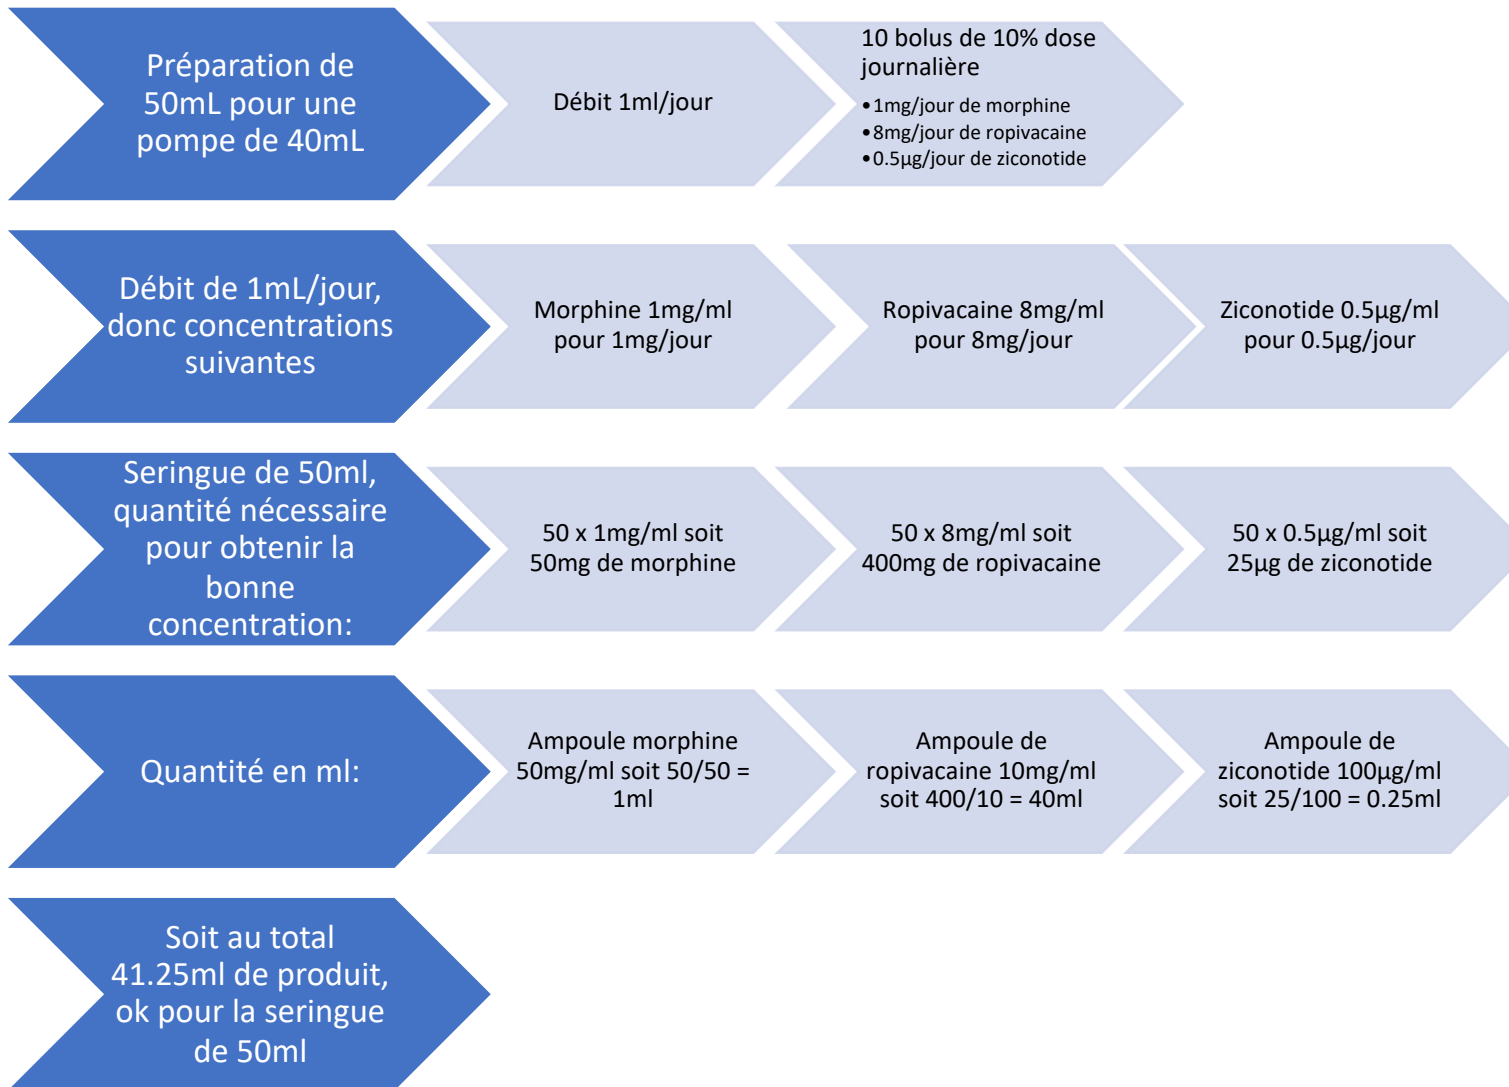 Préparation de
50mL pour une
pompe de 40mL
Débit 1ml/jour
10 bolus de 10% dose
journalière
•1mg/jour de morphine
•8mg/jour de ropivacaine
•0.5µg/jour de ziconotide
Débit de 1mL/jour,
donc concentrations
suivantes
Morphine 1mg/ml
pour 1mg/jour
Ropivacaine 8mg/ml
pour 8mg/jour
Ziconotide 0.5µg/ml
pour 0.5µg/jour
Seringue de 50ml,
quantité nécessaire
pour obtenir la
bonne
concentration:
50 x 1mg/ml soit
50mg de morphine
50 x 8mg/ml soit
400mg de ropivacaine
50 x 0.5µg/ml soit
25µg de ziconotide
Quantité en ml:
Ampoule morphine
50mg/ml soit 50/50 =
1ml
Ampoule de
ropivacaine 10mg/ml
soit 400/10 = 40ml
Ampoule de
ziconotide 100µg/ml
soit 25/100 = 0.25ml
Soit au total
41.25ml de produit,
ok pour la seringue
de 50ml